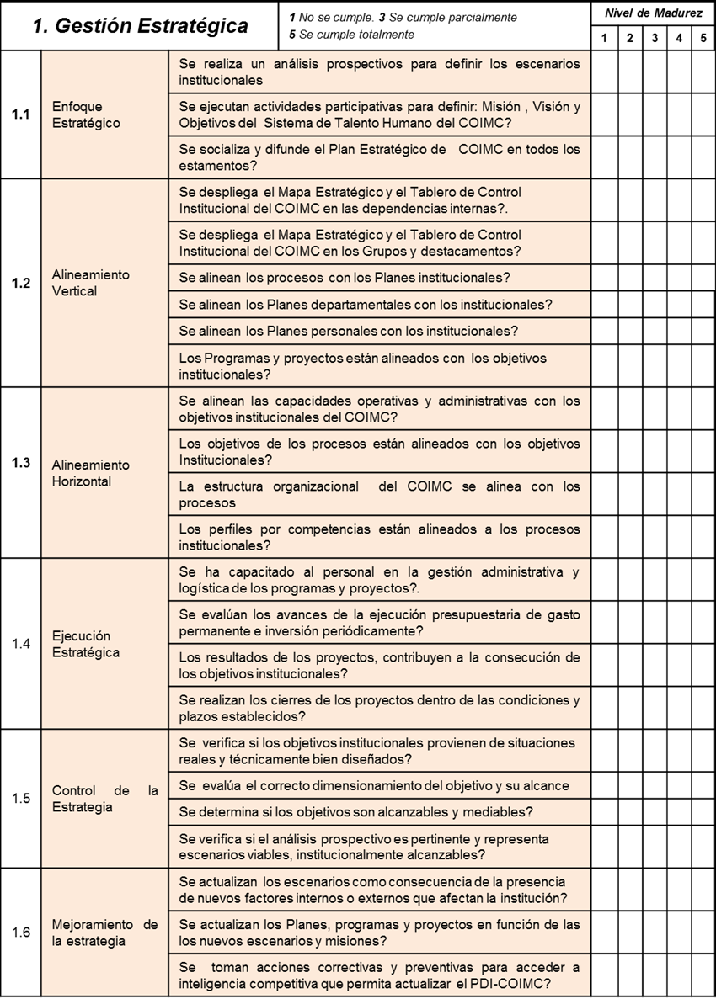 1. Gestión Estratégica
1 No se cumple. 3 Se cumple parcialmente
5 Se cumple totalmente
Nivel de Madurez
1 2 3 4 5
1.1
Enfoque
Estratégico
Se realiza un análisis prospectivos para definir los escenarios
institucionales
Se ejecutan actividades participativas para definir: Misión , Visión y
Objetivos del Sistema de Talento Humano del COIMC?
Se socializa y difunde el Plan Estratégico de COIMC en todos los
estamentos?
1.2
Alineamiento
Vertical
Se despliega el Mapa Estratégico y el Tablero de Control
Institucional del COIMC en las dependencias internas?.
Se despliega el Mapa Estratégico y el Tablero de Control
Institucional del COIMC en los Grupos y destacamentos?
Se alinean los procesos con los Planes institucionales?
Se alinean los Planes departamentales con los institucionales?
Se alinean los Planes personales con los institucionales?
Los Programas y proyectos están alineados con los objetivos
institucionales?
1.3
Alineamiento
Horizontal
Se alinean las capacidades operativas y administrativas con los
objetivos institucionales del COIMC?
Los objetivos de los procesos están alineados con los objetivos
Institucionales?
La estructura organizacional del COIMC se alinea con los
procesos
Los perfiles por competencias están alineados a los procesos
institucionales?
1.4
Ejecución
Estratégica
Se ha capacitado al personal en la gestión administrativa y
logística de los programas y proyectos?.
Se evalúan los avances de la ejecución presupuestaria de gasto
permanente e inversión periódicamente?
Los resultados de los proyectos, contribuyen a la consecución de
los objetivos institucionales?
Se realizan los cierres de los proyectos dentro de las condiciones y
plazos establecidos?
1.5
Control de la
Estrategia
Se verifica si los objetivos institucionales provienen de situaciones
reales y técnicamente bien diseñados?
Se evalúa el correcto dimensionamiento del objetivo y su alcance
Se determina si los objetivos son alcanzables y mediables?
Se verifica si el análisis prospectivo es pertinente y representa
escenarios viables, institucionalmente alcanzables?
1.6
Mejoramiento de
la estrategia
Se actualizan los escenarios como consecuencia de la presencia
de nuevos factores internos o externos que afectan la institución?
Se actualizan los Planes, programas y proyectos en función de las
los nuevos escenarios y misiones?
Se toman acciones correctivas y preventivas para acceder a
inteligencia competitiva que permita actualizar el PDI-COIMC?